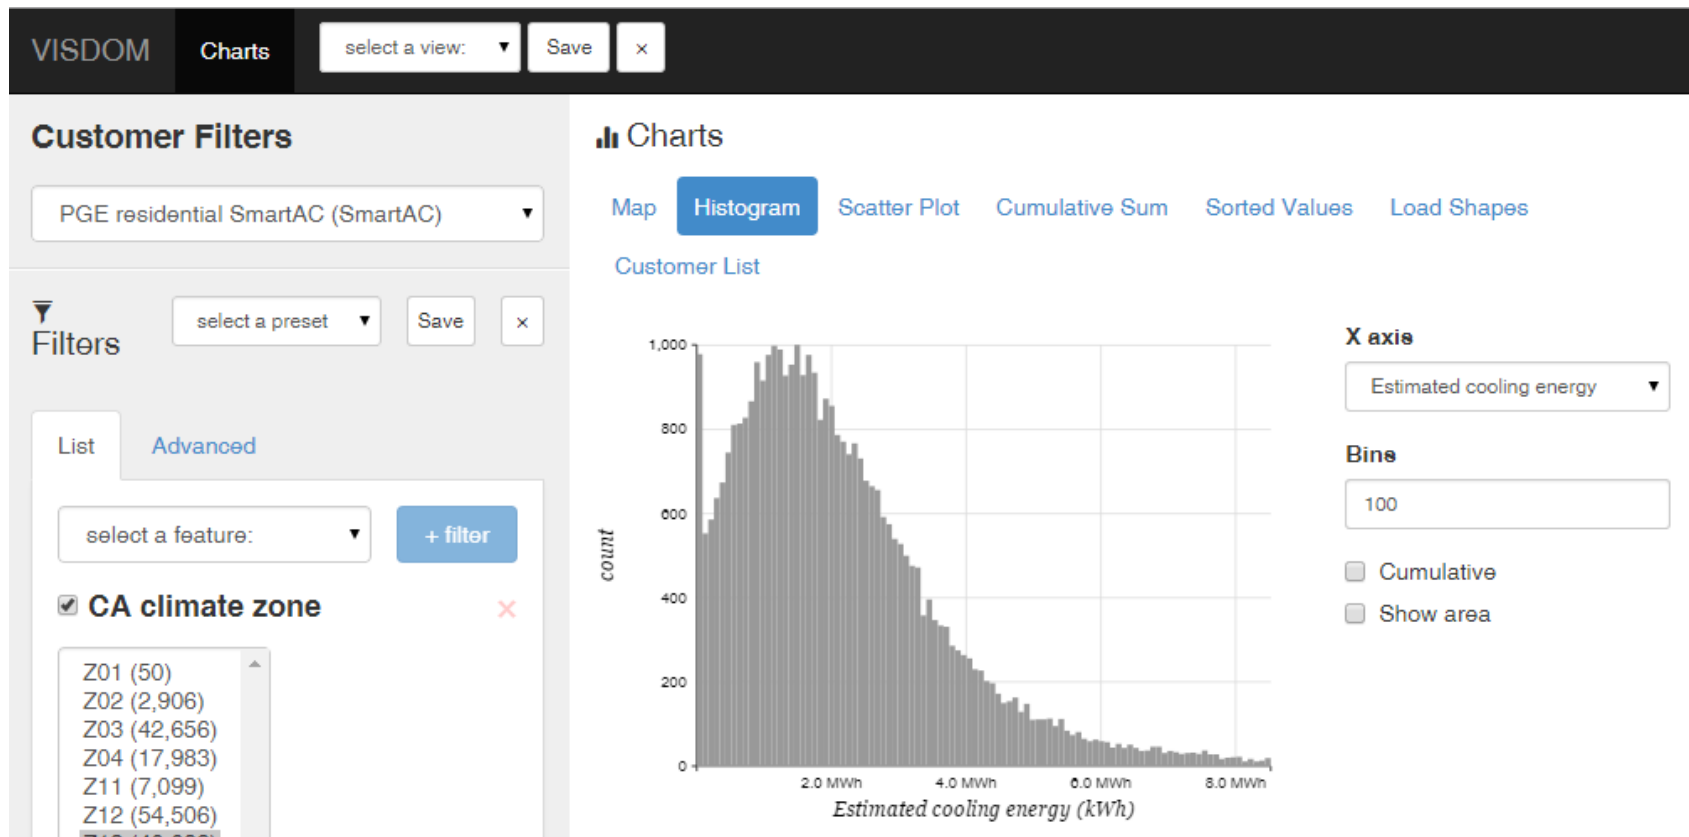 VISDOM Charts select a view: Save ×
Customer Filters
PGE residential SmartAC (SmartAC)
Filters select a preset Save ×
List Advanced
select a feature: + filter
CA climate zone ×
Z01 (50)
Z02 (2,906)
Z03 (42,656)
Z04 (17,983)
Z11 (7,099)
Z12 (54,506)
Charts
Map Histogram Scatter Plot Cumulative Sum Sorted Values Load Shapes
Customer List
1,000
800
600
400
200
0
count
2.0 MWh 4.0 MWh 6.0 MWh 8.0 MWh
Estimated cooling energy (kWh)
X axis
Estimated cooling energy
Bins
100
Cumulative
Show area